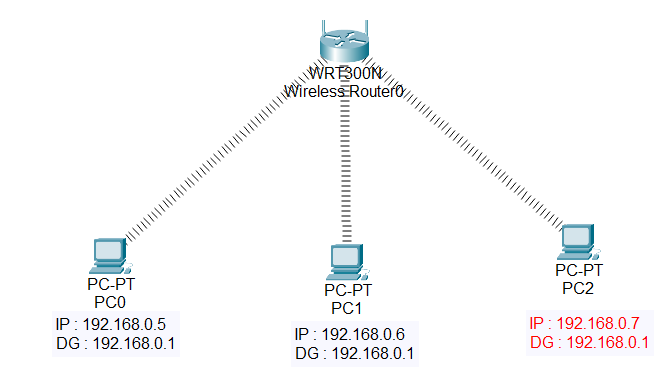 WRT300N
Wireless Router0
PC-PT
PC0
IP : 192.168.0.5
DG : 192.168.0.1
PC-PT
PC1
IP : 192.168.0.6
DG : 192.168.0.1
PC-PT
PC2
IP : 192.168.0.7
DG : 192.168.0.1